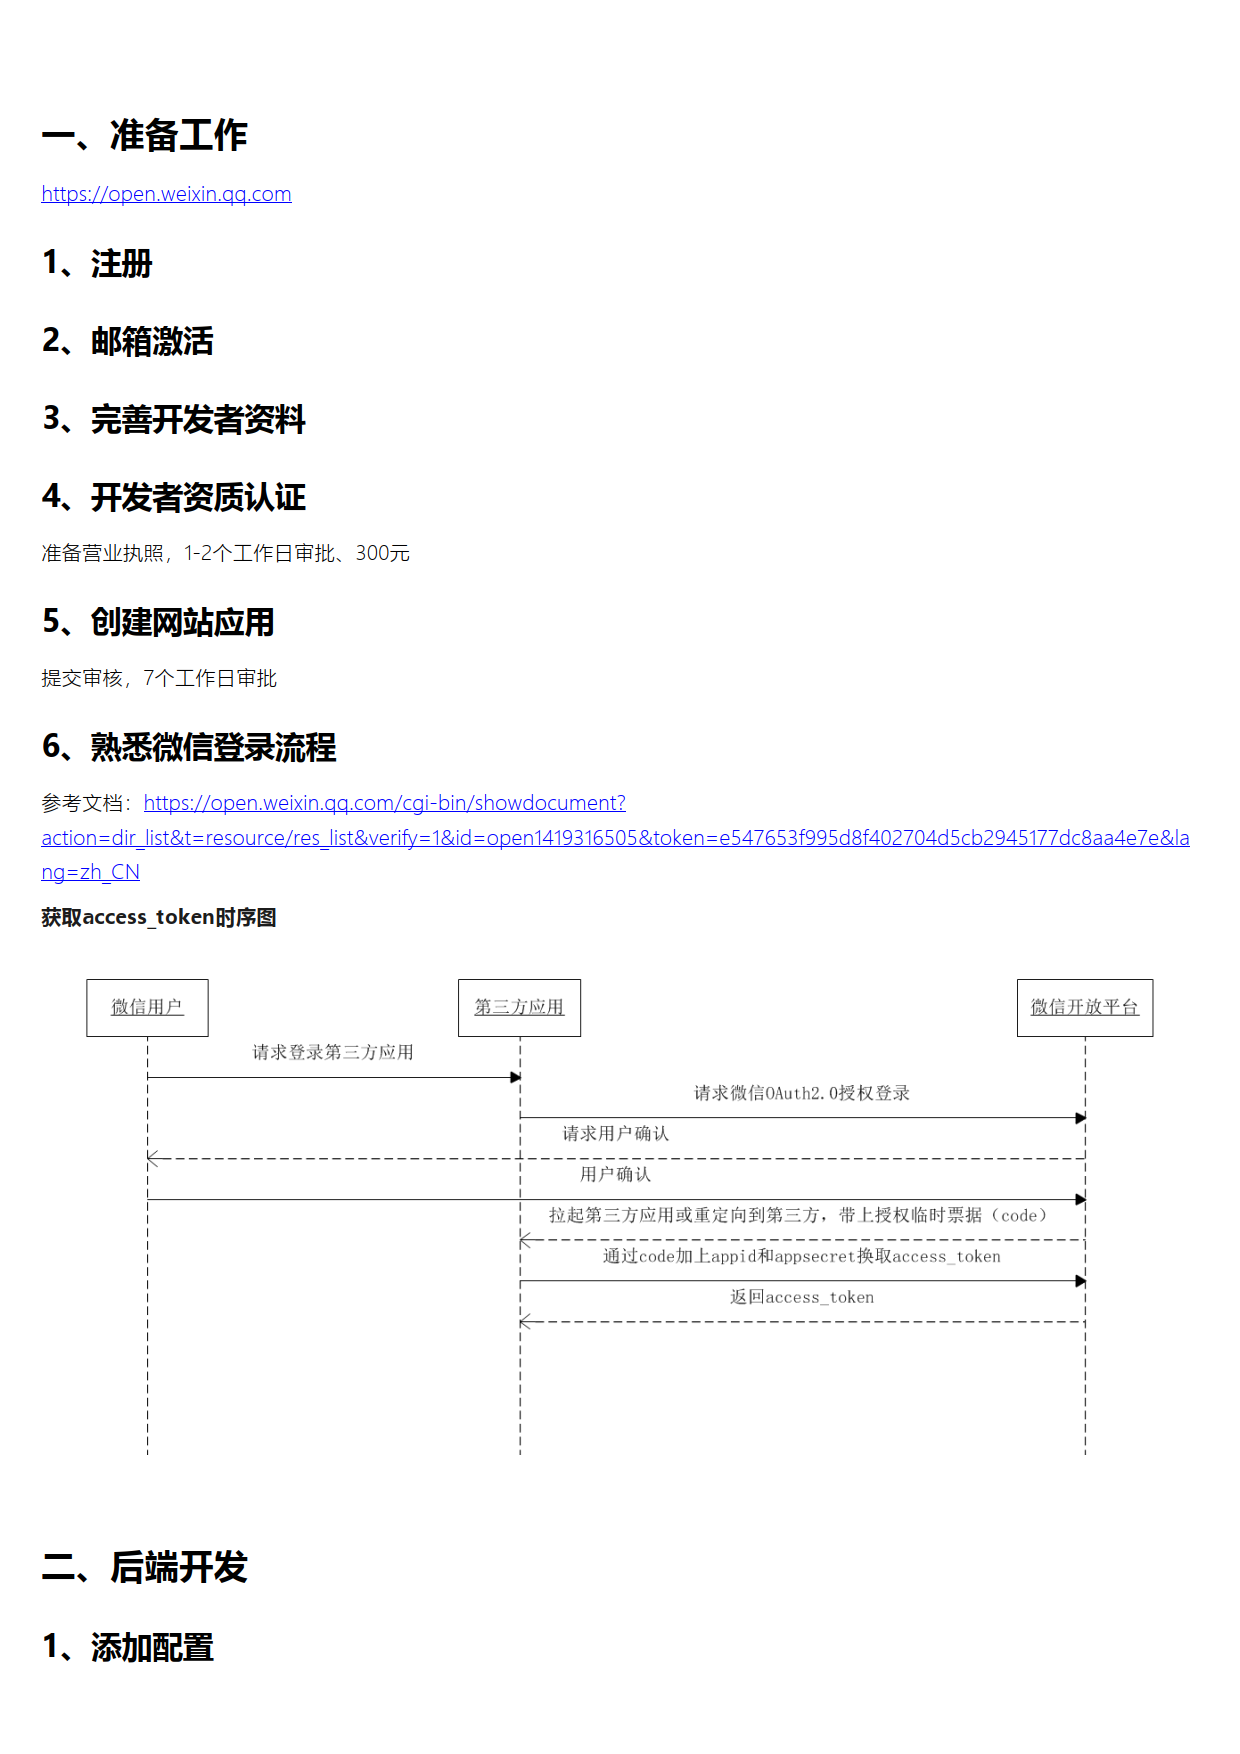 一、准备工作
https://open.weixin.qq.com
1、注册
2、邮箱激活
3、完善开发者资料
4、开发者资质认证
准备营业执照，1-2个工作日审批、300元
5、创建网站应用
提交审核，7个工作日审批
6、熟悉微信登录流程
参考文档：https://open.weixin.qq.com/cgi-bin/showdocument?
action=dir_list&t=resource/res_list&verify=1&id=open1419316505&token=e547653f995d8f402704d5cb2945177dc8aa4e7e&la
ng=zh_CN
获取access_token时序图
微信用户
第三方应用
微信开放平台
请求登录第三方应用
请求微信OAuth2.0授权登录
请求用户确认
用户确认
拉起第三方应用或重定向到第三方，带上授权临时票据（code）
通过code加上appid和appsecret换取access_token
返回access_token
二、后端开发
1、添加配置